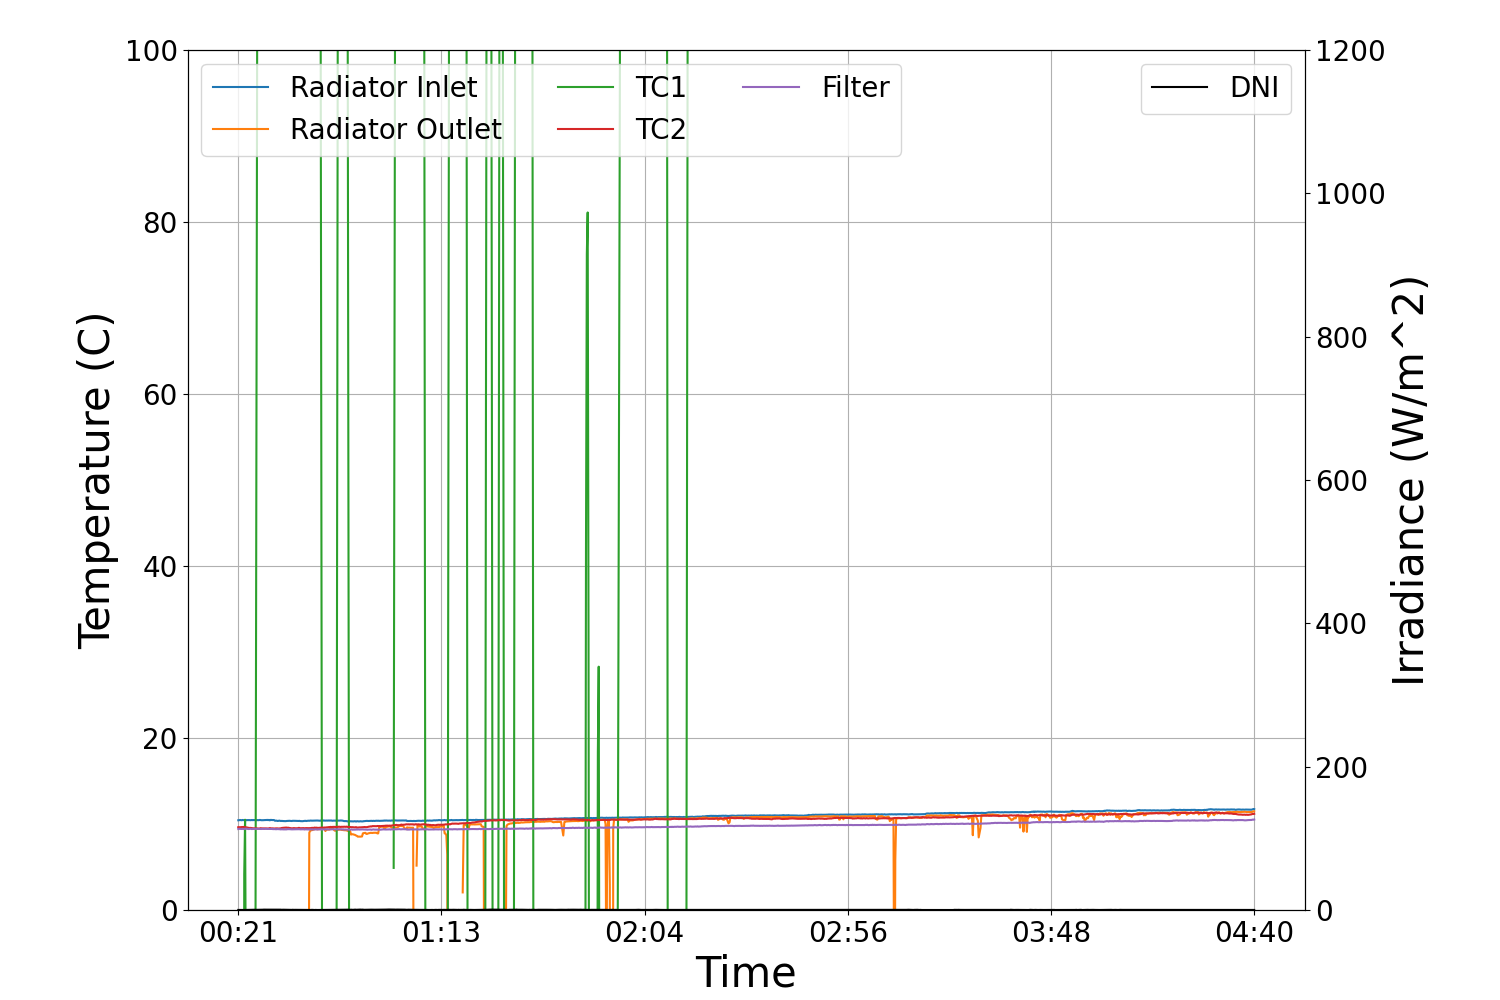 Radiator Inlet
Radiator Outlet
TC1
TC2
Filter
DNI
100
80
60
40
20
0
Temperature (C)
1200
1000
800
600
400
200
0
Irradiance (W/m^2)
00:21 01:13 02:04 02:56 03:48 04:40
Time